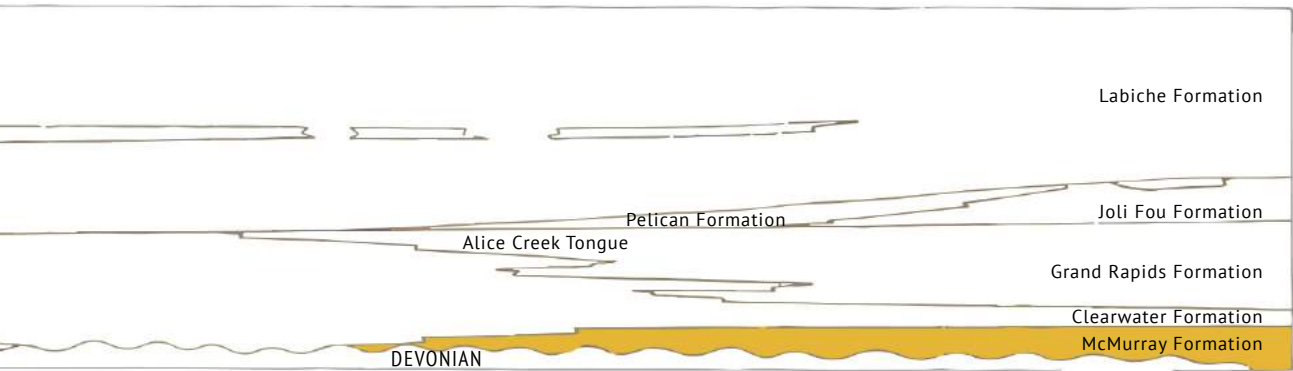 Labiche Formation
Joli Fou Formation
Pelican Formation
Alice Creek Tongue
Grand Rapids Formation
Clearwater Formation
McMurray Formation
DEVONIAN